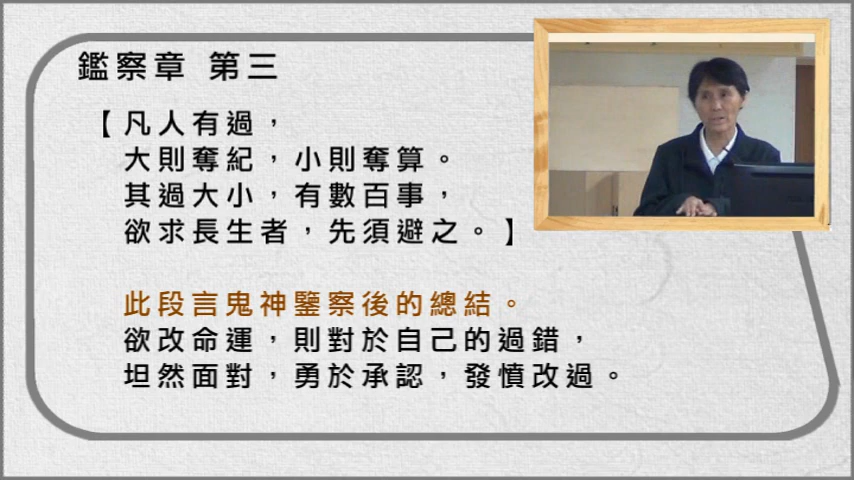 鑑察章 第三
【凡人有過，
大則奪紀，小則奪算。
其過大小，有數百事，
欲求長生者，先須避之。】
此段言鬼神鑒察後的總結。
欲改命運，則對於自己的過錯，
坦然面對，勇於承認，發憤改過。